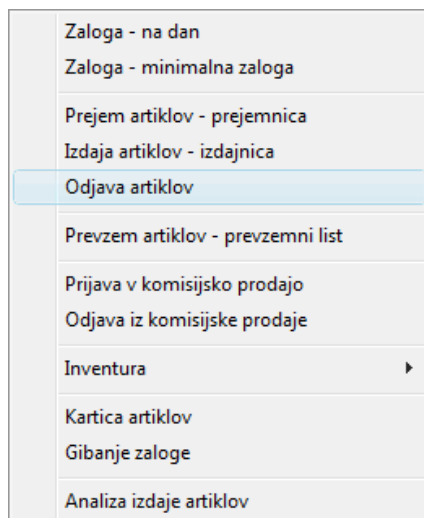 Zaloga - na dan
Zaloga - minimalna zaloga
Prejem artiklov - prejemnica
Izdaja artiklov - izdajnica
Odjava artiklov
Prevzem artiklov - prevzemni list
Prijava v komisijsko prodajo
Odjava iz komisijske prodaje
Inventura
Kartica artiklov
Gibanje zaloge
Analiza izdaje artiklov